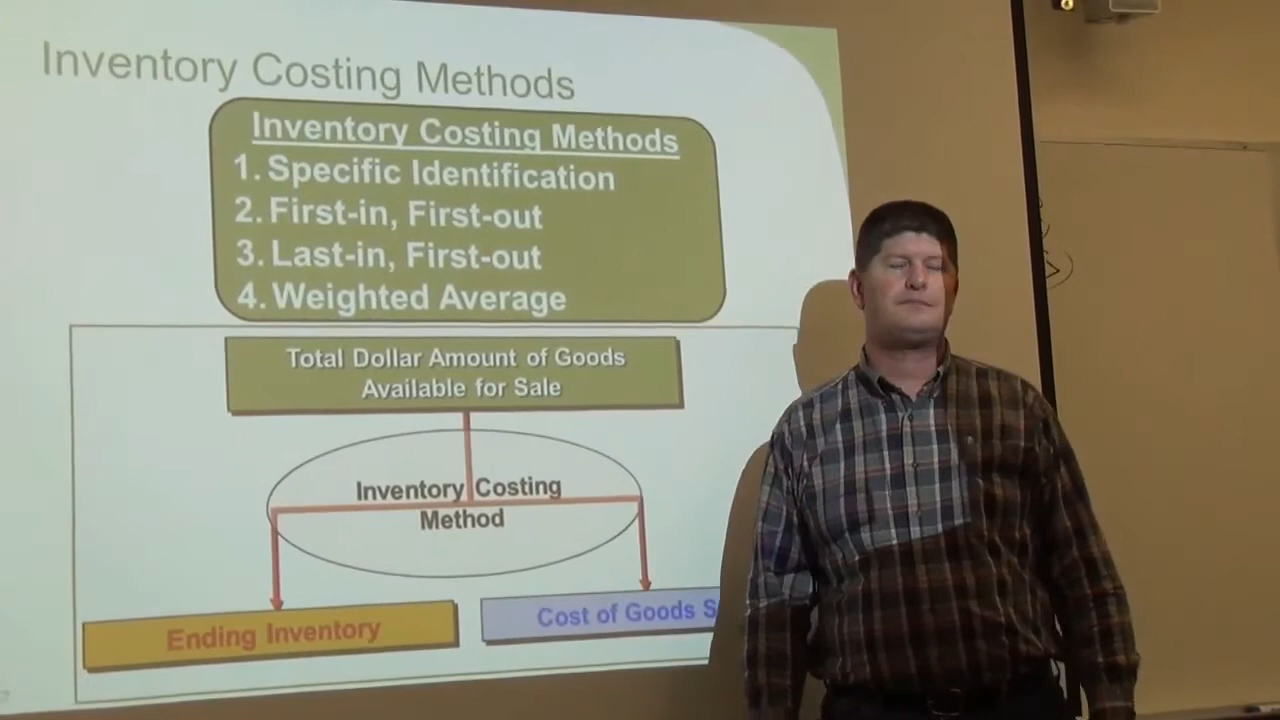 Inventory Costing Methods
Inventory Costing Methods
1. Specific Identification
2. First-in, First-out
3. Last-in, First-out
4. Weighted Average
Total Dollar Amount of Goods
Available for Sale
Inventory Costing
Method
Ending Inventory
Cost of Goods S